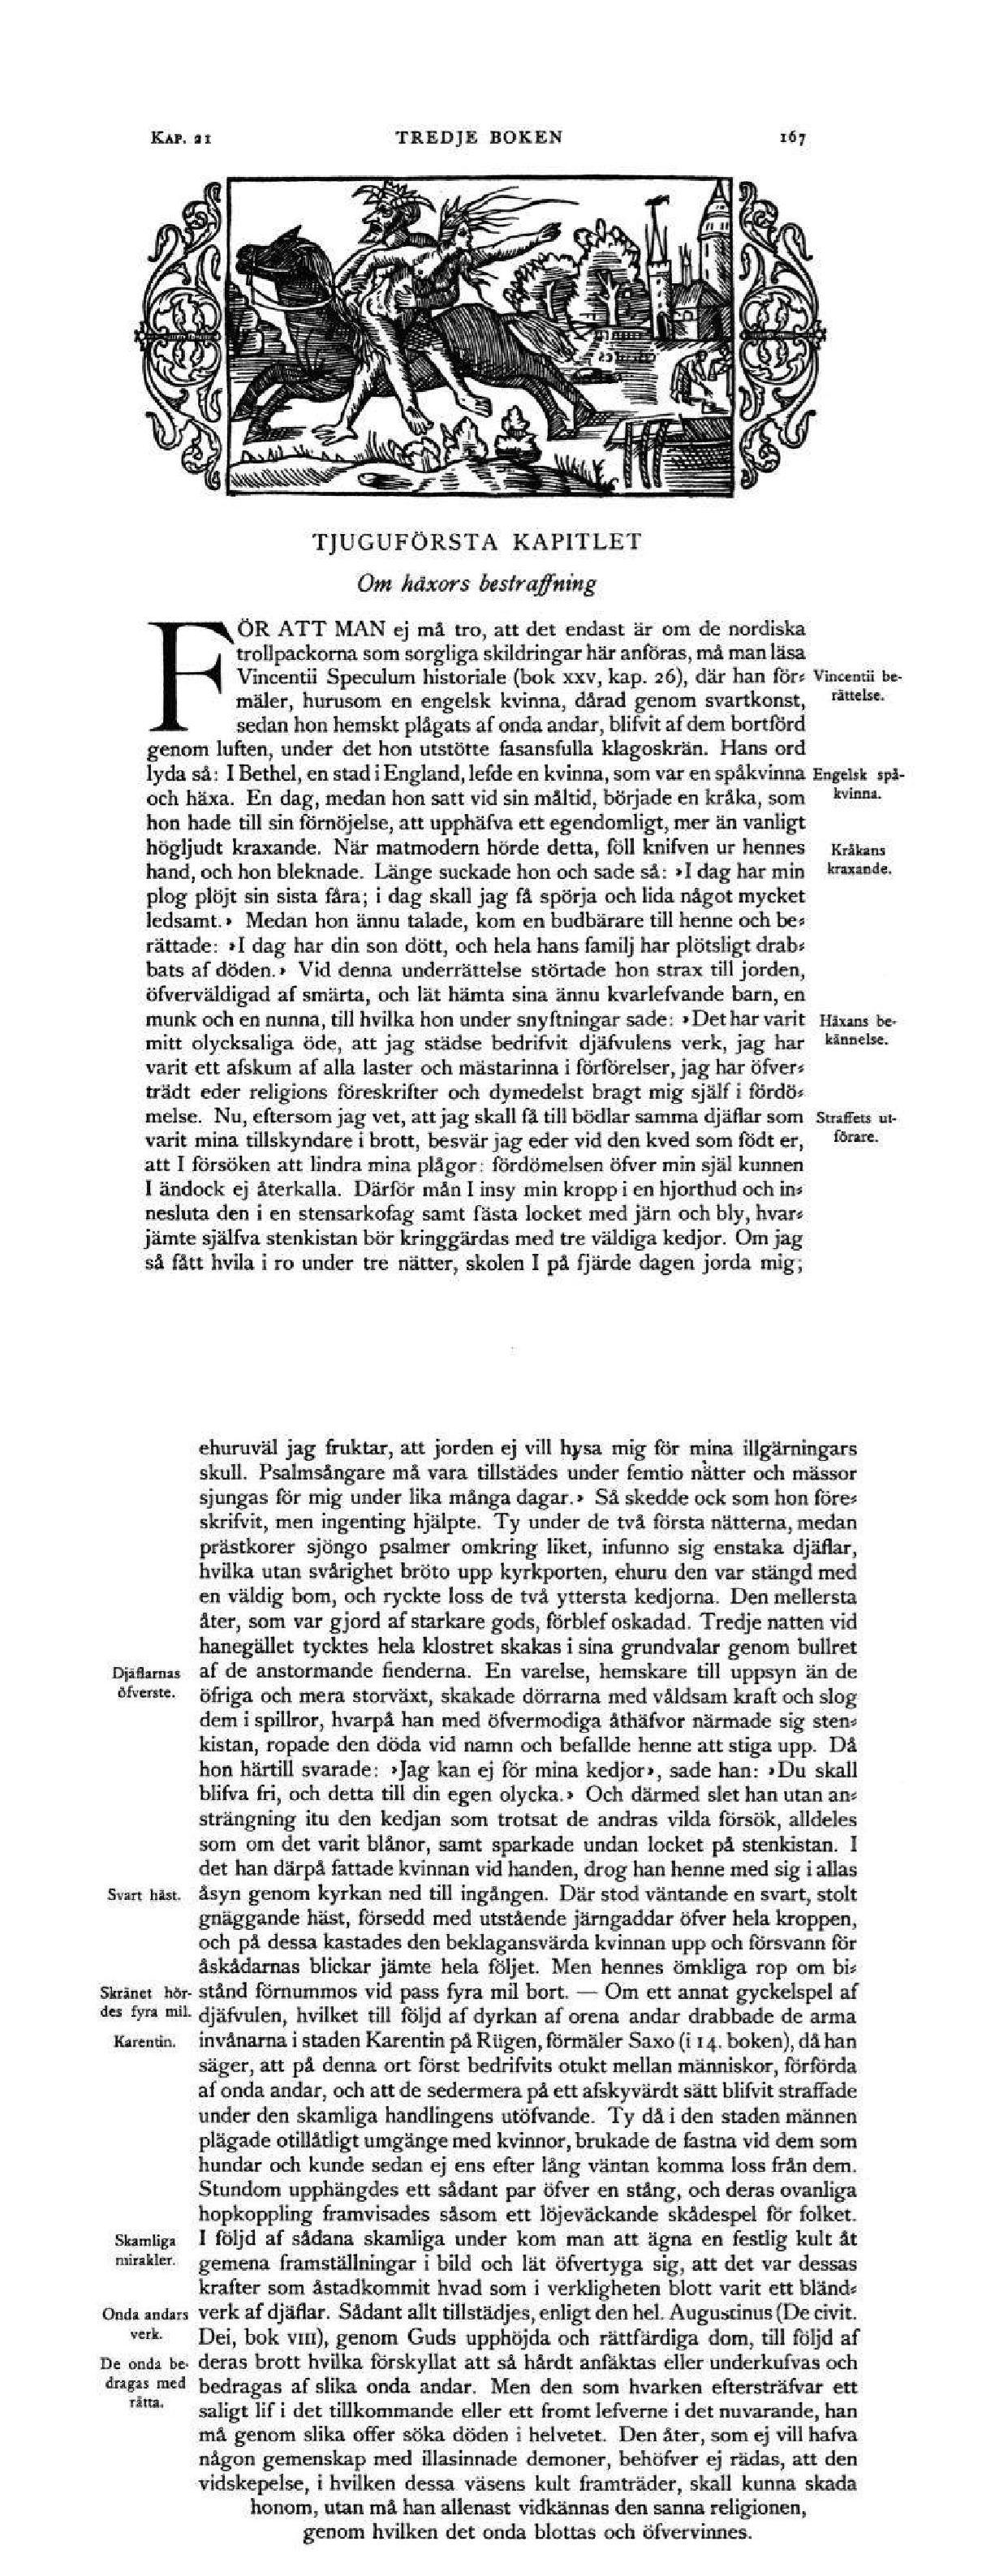 KAP. 21 TREDJE BOKEN 167
TJUGUFÖRSTA KAPITLET
Om häxors bestraffning
FÖR ATT MAN ej må tro, att det endast är om de nordiska
trollpackorna som sorgliga skildringar här anföras, må man läsa
Vincentii Speculum historiale (bok XXV, kap. 26), där han för-
Vincentii be-
mäler, hurusom en engelsk kvinna, dårad genom svartkonst,
rättelse.
sedan hon hemskt plågats af onda andar, blifvit af dem bortförd
genom luften, under det hon utstötte fasansfulla klagoskrän. Hans ord
lyda så: I Bethel, en stad i England, lefde en kvinna, som var en spåkvinna
Engelsk spå-
och häxa. En dag, medan hon satt vid sin måltid, började en kråka, som
kvinna.
hon hade till sin förnöjelse, att upphäfva ett egendomligt, mer än vanligt
högljudt kraxande. När matmodern hörde detta, föll knifven ur hennes
Kråkans
hand, och hon bleknade. Länge suckade hon och sade så: »I dag har min
kraxande.
plog plöjt sin sista fåra; i dag skall jag få spörja och lida något mycket
ledsamt.» Medan hon ännu talade, kom en budbärare till henne och be-
rättade: »I dag har din son dött, och hela hans familj har plötsligt drab-
bats af döden.» Vid denna underrättelse störtade hon strax till jorden,
öfverväldigad af smärta, och lät hämta sina ännu kvarlefvande barn, en
munk och en nunna, till hvilka hon under snyftningar sade: »Det har varit
Häxans be-
mitt olycksaliga öde, att jag städse bedrifvit djäfvulens verk, jag har
kännelse.
varit ett afskum af alla laster och mästarinna i förförelser, jag har öfver-
trädt eder religions föreskrifter och dymedelst bragt mig själf i fördö-
melse. Nu, eftersom jag vet, att jag skall få till bödlar samma djäflar som
Straffets ut-
varit mina tillskyndare i brott, besvär jag eder vid den kved som födt er,
förare.
att I försöken att lindra mina plågor: fördömelsen öfver min själ kunnen
I ändock ej återkalla. Därför mån I insy min kropp i en hjorthud och in-
nesluta den i en stensarkofag samt fästa locket med järn och bly, hvar-
jämte själfva stenkistan bör kringgärdas med tre väldiga kedjor. Om jag
så fått hvila i ro under tre nätter, skolen I på fjärde dagen jorda mig;
ehuruväl jag fruktar, att jorden ej vill hysa mig för mina illgärningars
skull. Psalmsångare må vara tillstädes under femtio nätter och mässor
sjungas för mig under lika många dagar.» Så skedde ock som hon före-
skrifvit, men ingenting hjälpte. Ty under de två första nätterna, medan
prästkorer sjöngo psalmer omkring liket, infunno sig enstaka djäflar,
hvilka utan svårighet bröto upp kyrkporten, ehuru den var stängd med
en väldig bom, och ryckte loss de två yttersta kedjorna. Den mellersta
åter, som var gjord af starkare gods, förblef oskadad. Tredje natten vid
hanegället tycktes hela klostret skakas i sina grundvalar genom bullret
Djäflarnas
af de anstormande fienderna. En varelse, hemskare till uppsyn än de
öfverste.
öfriga och mera storväxt, skakade dörrarna med våldsam kraft och slog
dem i spillror, hvarpå han med öfvermodiga åthäfvor närmade sig sten-
kistan, ropade den döda vid namn och befallde henne att stiga upp. Då
hon härtill svarade: »Jag kan ej för mina kedjor», sade han: »Du skall
blifva fri, och detta till din egen olycka.» Och därmed slet han utan an-
strängning itu den kedjan som trotsat de andras vilda försök, alldeles
som om det varit blånor, samt sparkade undan locket på stenkistan. I
det han därpå fattade kvinnan vid handen, drog han henne med sig i allas
Svart häst.
åsyn genom kyrkan ned till ingången. Där stod väntande en svart, stolt
gnäggande häst, försedd med utstående järngaddar öfver hela kroppen,
och på dessa kastades den beklagansvärda kvinnan upp och försvann för
åskådarnas blickar jämte hela följet. Men hennes ömkliga rop om bi-
Skränet hör-
stånd förnummos vid pass fyra mil bort. — Om ett annat gyckelspel af
des fyra mil.
djäfvulen, hvilket till följd af dyrkan af orena andar drabbade de arma
Karentin.
invånarna i staden Karentin på Rügen, förmäler Saxo (i 14. boken), då han
säger, att på denna ort först bedrifvits otukt mellan människor, förförda
af onda andar, och att de sedermera på ett afskyvärdt sätt blifvit straffade
under den skamliga handlingens utöfvande. Ty då i den staden männen
plägade otillåtligt umgänge med kvinnor, brukade de fastna vid dem som
hundar och kunde sedan ej ens efter lång väntan komma loss från dem.
Stundom upphängdes ett sådant par öfver en stång, och deras ovanliga
hopkoppling framvisades såsom ett löjeväckande skådespel för folket.
Skamliga
I följd af sådana skamliga under kom man att ägna en festlig kult åt
mirakler.
gemena framställningar i bild och lät öfvertyga sig, att det var dessas
krafter som åstadkommit hvad som i verkligheten blott varit ett bländ-
Onda andars
verk af djäflar. Sådant allt tillstädjes, enligt den hel. Augustinus (De civit.
verk.
Dei, bok VIII), genom Guds upphöjda och rättfärdiga dom, till följd af
De onda be-
deras brott hvilka förskyllat att så hårdt anfäktas eller underkufvas och
dragas med
bedragas af slika onda andar. Men den som hvarken eftersträfvar ett
rätta.
saligt lif i det tillkommande eller ett fromt lefverne i det nuvarande, han
må genom slika offer söka döden i helvetet. Den åter, som ej vill hafva
någon gemenskap med illasinnade demoner, behöfver ej rädas, att den
vidskepelse, i hvilken dessa väsens kult framträder, skall kunna skada
honom, utan må han allenast vidkännas den sanna religionen,
genom hvilken det onda blottas och öfvervinnes.